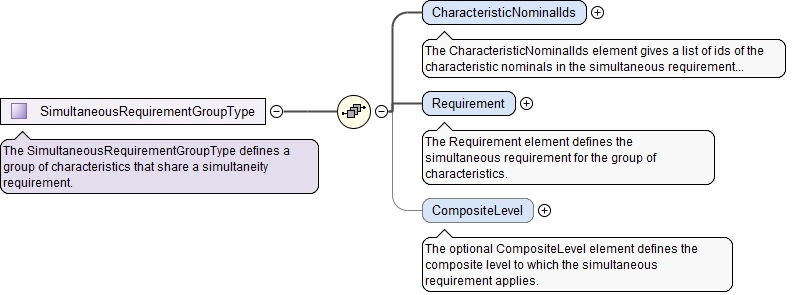 CharacteristicNominalIds
The CharacteristicNominalIds element gives a list of ids of the
characteristic nominals in the simultaneous requirement...
SimultaneousRequirementGroupType
The SimultaneousRequirementGroupType defines a
group of characteristics that share a simultaneity
requirement.
Requirement
The Requirement element defines the
simultaneous requirement for the group of
characteristics.
CompositeLevel
The optional CompositeLevel element defines the
composite level to which the simultaneous
requirement applies.